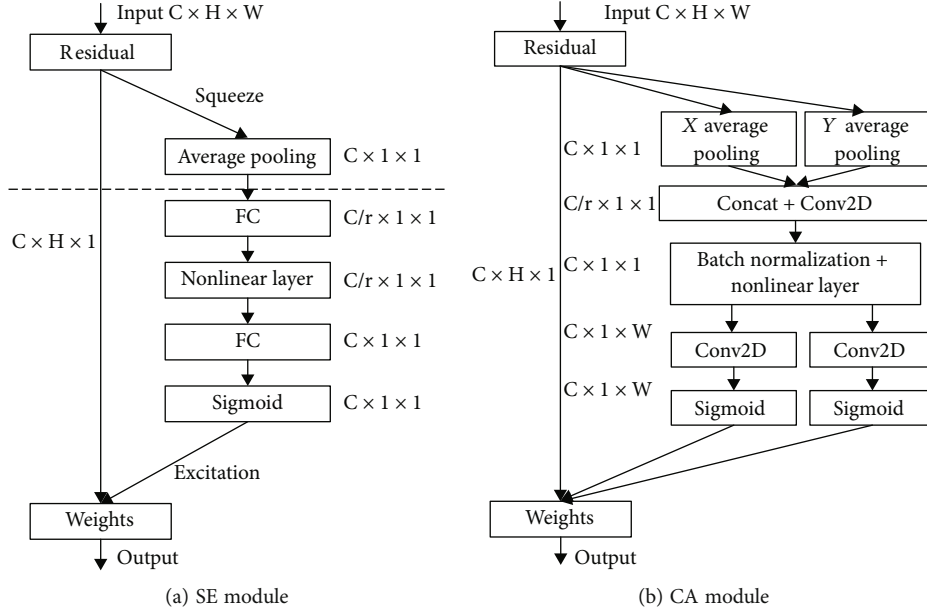 Input C × H × W
Residual
Squeeze
Average pooling
C × 1 × 1
FC
C/r × 1 × 1
C × H × 1
Nonlinear layer
C/r × 1 × 1
FC
C × 1 × 1
Sigmoid
C × 1 × 1
Excitation
Weights
Output
(a) SE module
Input C × H × W
Residual
X average
pooling
Y average
pooling
C × 1 × 1
C/r × 1 × 1
Concat + Conv2D
C × H × 1
C × 1 × 1
Batch normalization +
nonlinear layer
C × 1 × W
Conv2D
Conv2D
C × 1 × W
Sigmoid
Sigmoid
Weights
Output
(b) CA module